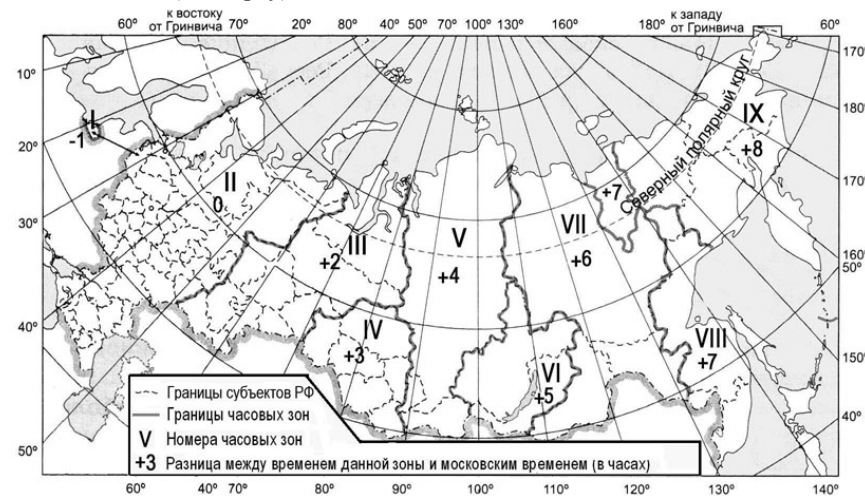 к востоку
от Гринвича
к западу
от Гринвича
60° 70° 80° 40° 50° 70° 100° 130° 160° 180° 60°
10°
20°
30°
40°
50°
170°
180°
170°
160°
50°
150°
40°
I
-1
II
0
III
+2
IV
+3
V
+4
VI
+5
VII
+6
+7
VIII
+7
IX
+8
Северный полярный круг
Границы субъектов РФ
Границы часовых зон
V Номера часовых зон
+3 Разница между временем данной зоны и московским временем (в часах)
60° 40° 70° 80° 90° 100° 110° 120° 130° 140°